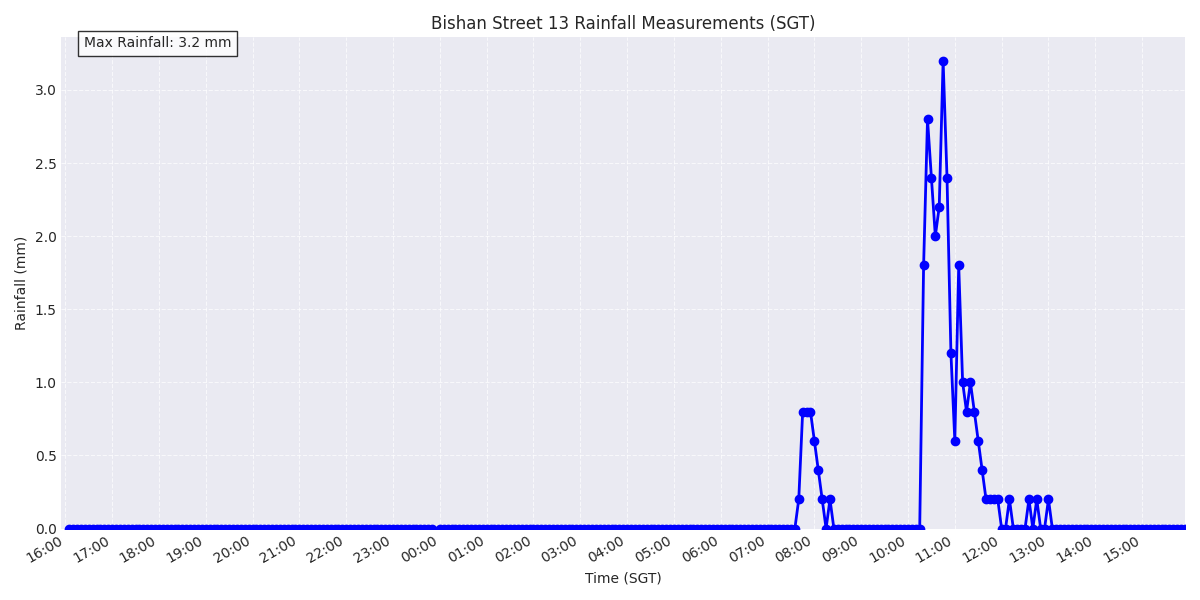 Bishan Street 13 Rainfall Measurements (SGT)
Max Rainfall: 3.2 mm
Rainfall (mm)
3.0
2.5
2.0
1.5
1.0
0.5
0.0
16:00 17:00 18:00 19:00 20:00 21:00 22:00 23:00 00:00 01:00 02:00 03:00 04:00 05:00 06:00 07:00 08:00 09:00 10:00 11:00 12:00 13:00 14:00 15:00
Time (SGT)